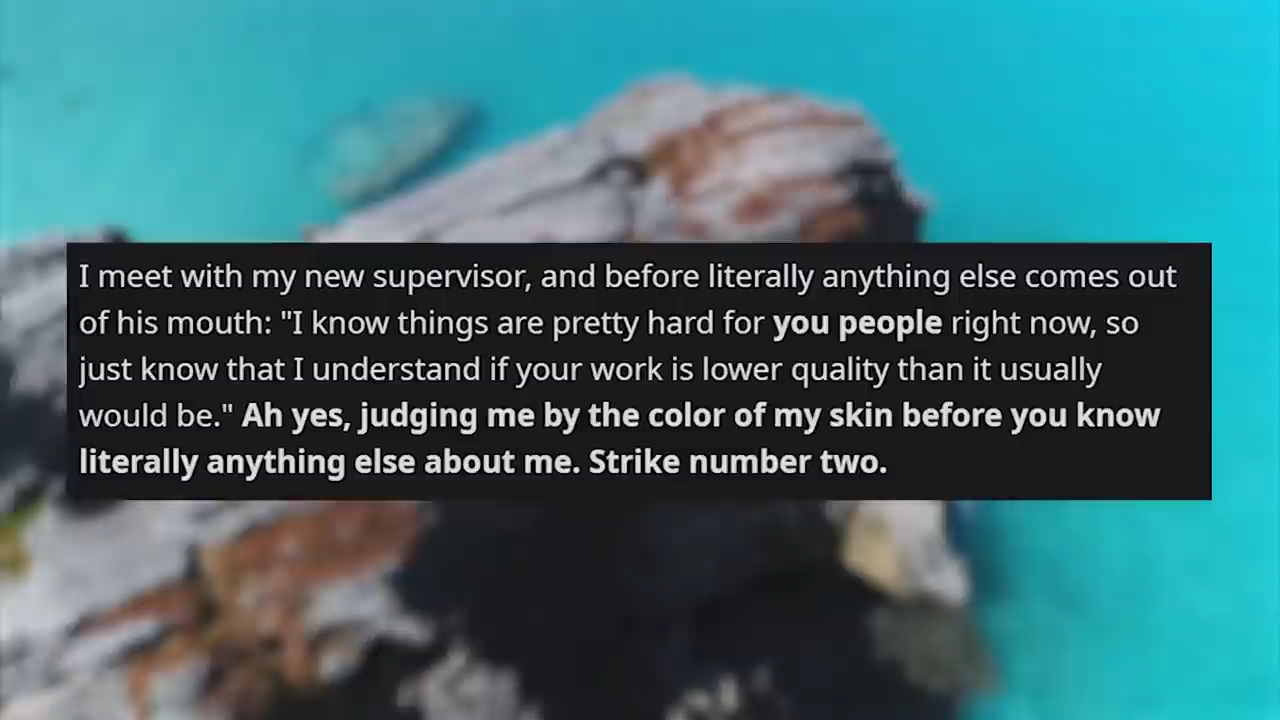 I meet with my new supervisor, and before literally anything else comes out
of his mouth: "I know things are pretty hard for you people right now, so
just know that I understand if your work is lower quality than it usually
would be." Ah yes, judging me by the color of my skin before you know
literally anything else about me. Strike number two.